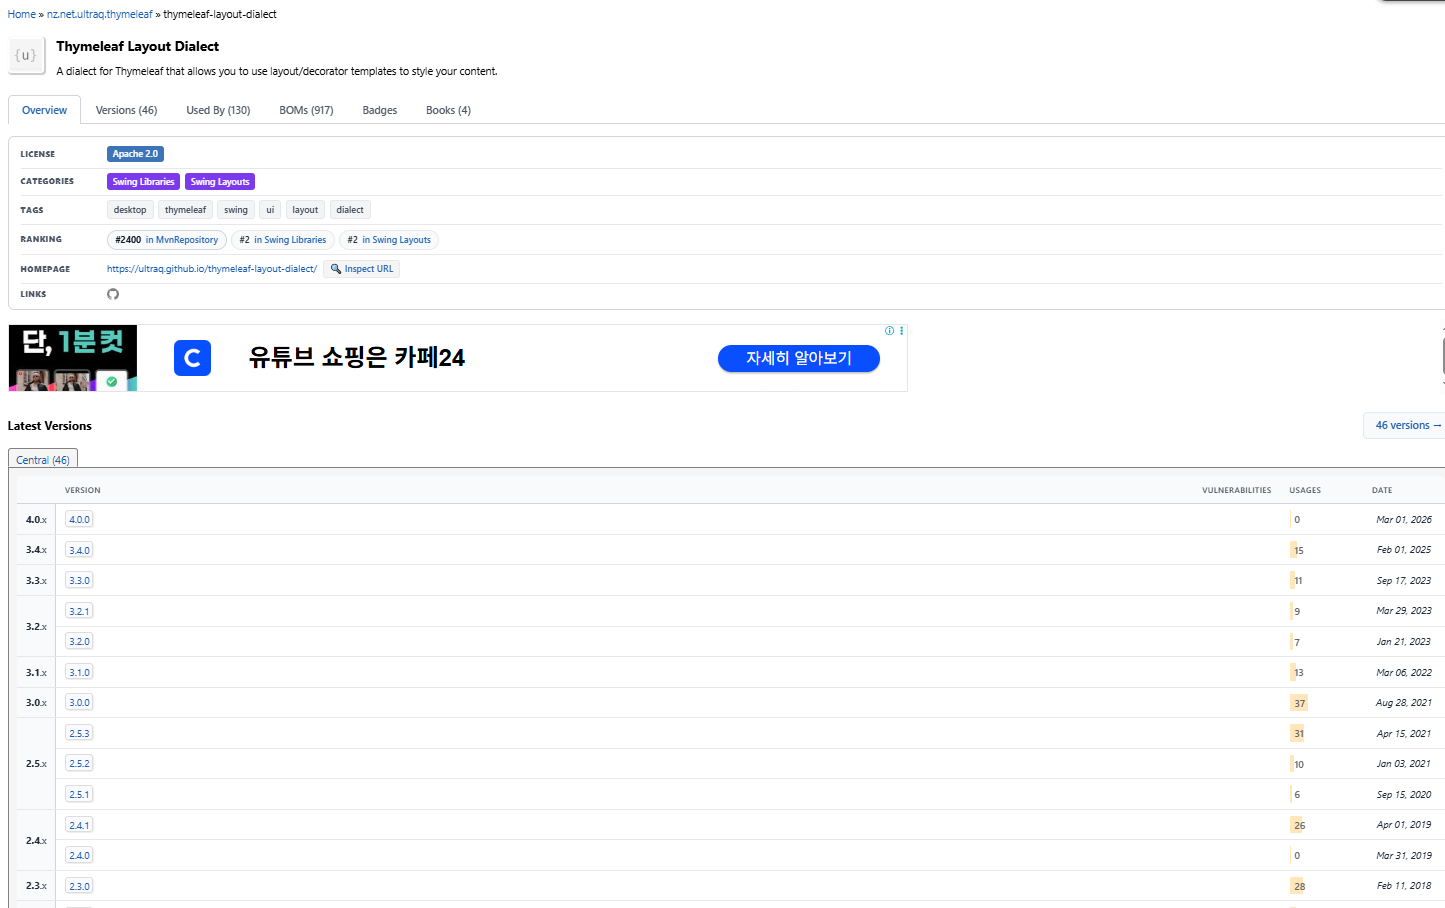 Home » nz.net.ultraq.thymeleaf » thymeleaf-layout-dialect
{u}
Thymeleaf Layout Dialect
A dialect for Thymeleaf that allows you to use layout/decorator templates to style your content.
Overview Versions (46) Used By (130) BOMs (917) Badges Books (4)
LICENSE Apache 2.0
CATEGORIES Swing Libraries Swing Layouts
TAGS desktop thymeleaf swing ui layout dialect
RANKING #2400 in MvnRepository #2 in Swing Libraries #2 in Swing Layouts
HOMEPAGE https://ultraq.github.io/thymeleaf-layout-dialect/ Inspect URL
LINKS
단, 1분컷
C 유튜브 쇼핑은 카페24 자세히 알아보기
Latest Versions 46 versions →
Central (46)
VERSION VULNERABILITIES USAGES DATE
4.0.x 4.0.0 0 Mar 01, 2026
3.4.x 3.4.0 15 Feb 01, 2025
3.3.x 3.3.0 11 Sep 17, 2023
3.2.x 3.2.1 9 Mar 29, 2023
3.2.0 7 Jan 21, 2023
3.1.x 3.1.0 13 Mar 06, 2022
3.0.x 3.0.0 37 Aug 28, 2021
2.5.x 2.5.3 31 Apr 15, 2021
2.5.2 10 Jan 03, 2021
2.5.1 6 Sep 15, 2020
2.4.x 2.4.1 26 Apr 01, 2019
2.4.0 0 Mar 31, 2019
2.3.x 2.3.0 28 Feb 11, 2018